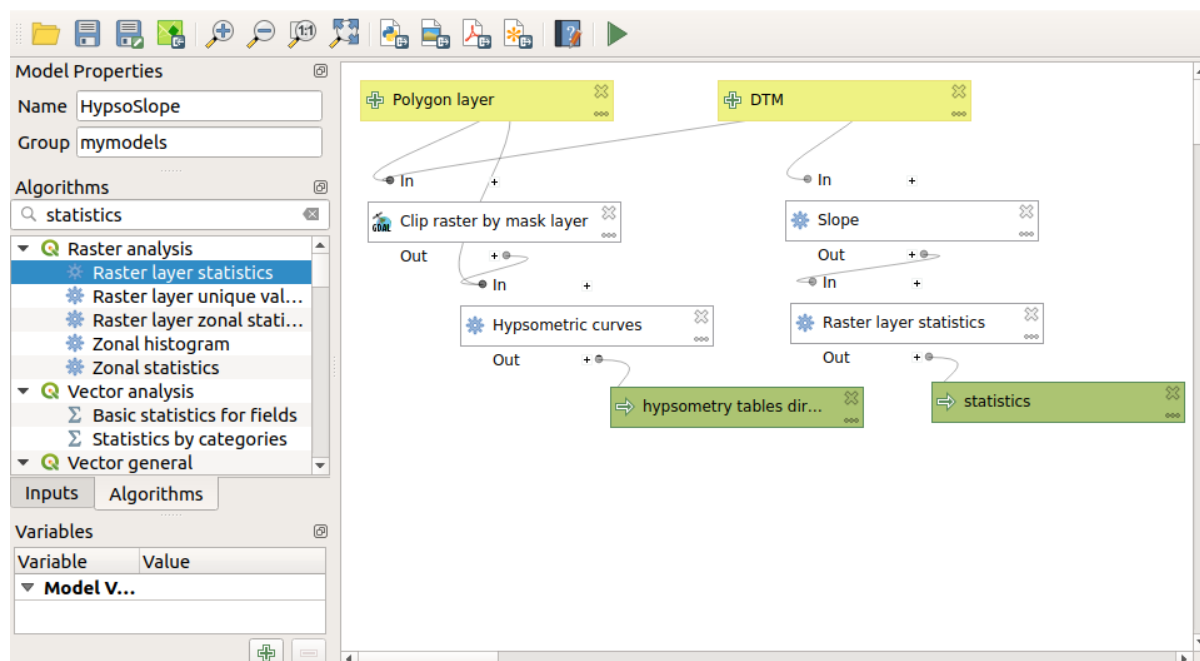 1:1
Model Properties
Name HypsoSlope
Group mymodels
Algorithms
statistics
Raster analysis
Raster layer statistics
Raster layer unique val...
Raster layer zonal stati...
Zonal histogram
Zonal statistics
Vector analysis
Σ Basic statistics for fields
Σ Statistics by categories
Vector general
Inputs Algorithms
Variables
Variable Value
Model V...
Polygon layer
DTM
In +
In +
GDAL Clip raster by mask layer
Slope
Out +
Out +
In +
In +
Hypsometric curves
Raster layer statistics
Out +
Out +
hypsometry tables dir...
statistics